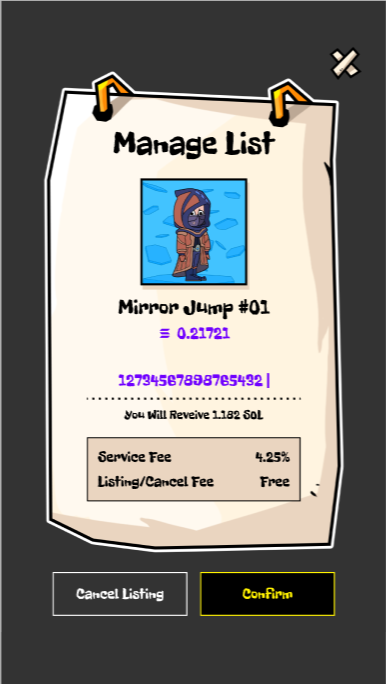 Manage List
Mirror Jump #01
0.21721
12734567898765432 |
You Will Reveive 1.182 SOL
Service Fee 4.25%
Listing/Cancel Fee Free
Cancel Listing Confirm